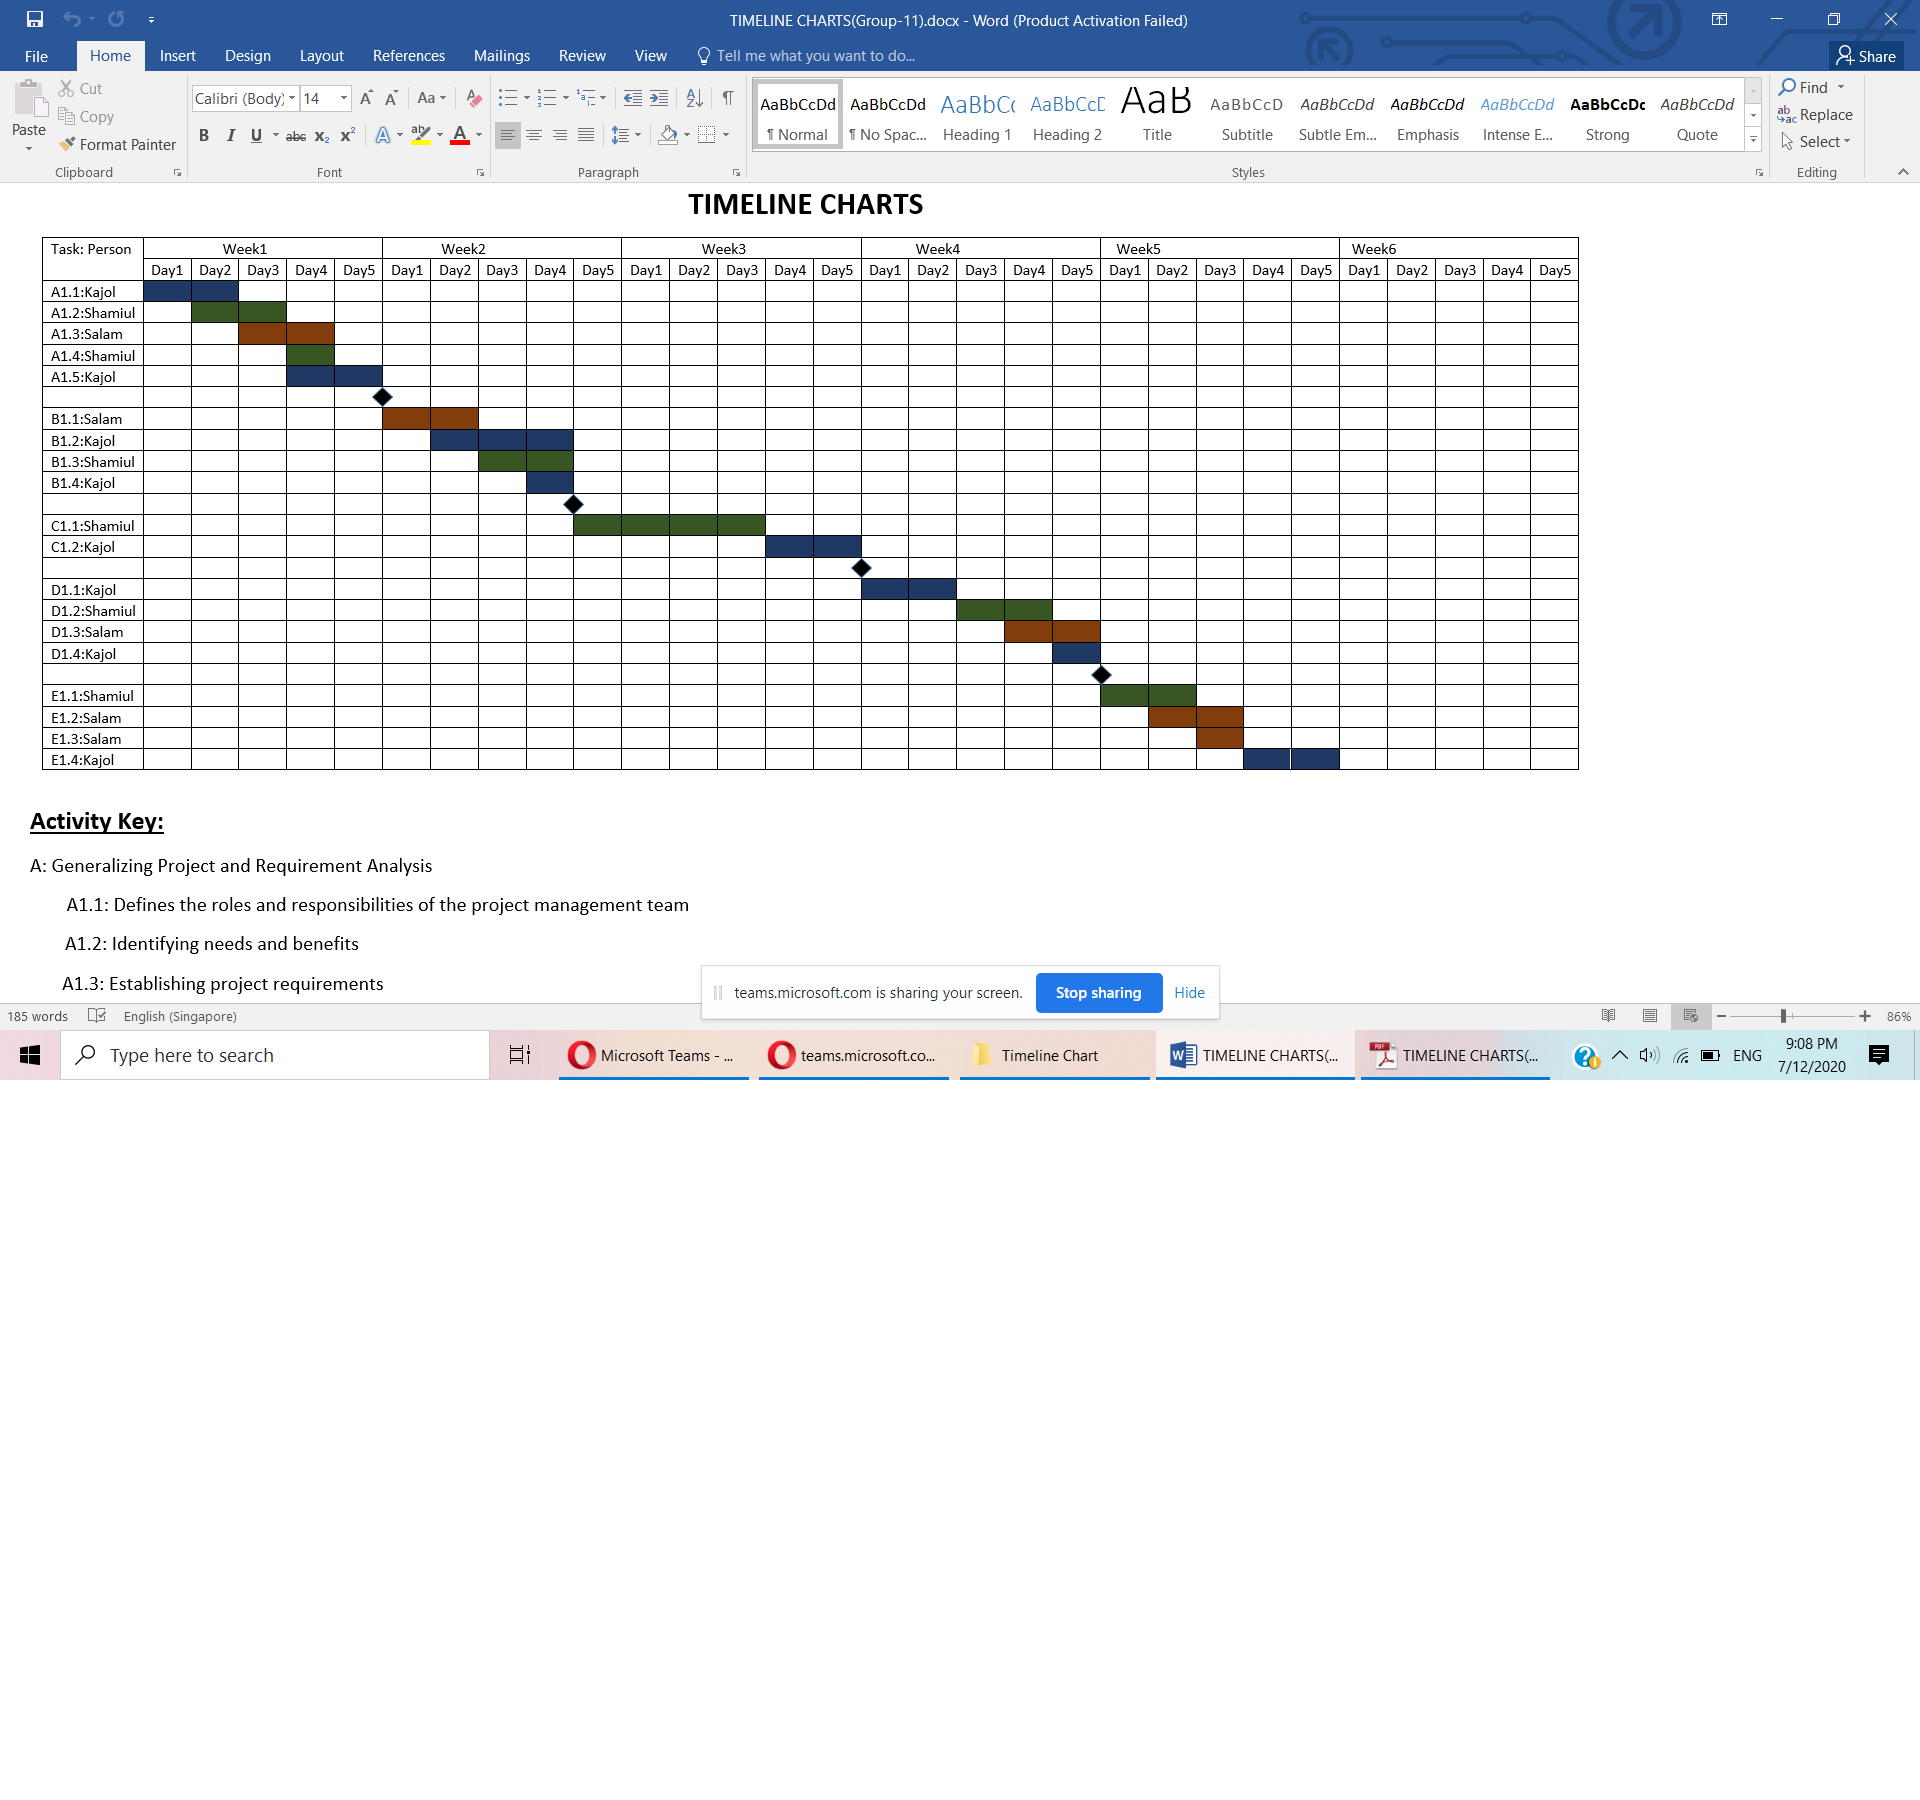 TIMELINE CHARTS(Group-11).docx - Word (Product Activation Failed)
File Home Insert Design Layout References Mailings Review View Tell me what you want to do... Share
Cut
Copy
Paste
Format Painter
Clipboard
Calibri (Body) 14
Font
Paragraph
AaBbCcDd AaBbCcDd AaBbC AaBbCcD AaB AaBbCcD AaBbCcDd AaBbCcDd AaBbCcDd AaBbCcDc AaBbCcDd
¶ Normal ¶ No Spac... Heading 1 Heading 2 Title Subtitle Subtle Em... Emphasis Intense E... Strong Quote
Styles
Find
Replace
Select
Editing
TIMELINE CHARTS
Task: Person Week1 Week2 Week3 Week4 Week5 Week6
Day1 Day2 Day3 Day4 Day5 Day1 Day2 Day3 Day4 Day5 Day1 Day2 Day3 Day4 Day5 Day1 Day2 Day3 Day4 Day5 Day1 Day2 Day3 Day4 Day5 Day1 Day2 Day3 Day4 Day5
A1.1:Kajol
A1.2:Shamiul
A1.3:Salam
A1.4:Shamiul
A1.5:Kajol
B1.1:Salam
B1.2:Kajol
B1.3:Shamiul
B1.4:Kajol
C1.1:Shamiul
C1.2:Kajol
D1.1:Kajol
D1.2:Shamiul
D1.3:Salam
D1.4:Kajol
E1.1:Shamiul
E1.2:Salam
E1.3:Salam
E1.4:Kajol
Activity Key:
A: Generalizing Project and Requirement Analysis
A1.1: Defines the roles and responsibilities of the project management team
A1.2: Identifying needs and benefits
A1.3: Establishing project requirements
teams.microsoft.com is sharing your screen. Stop sharing Hide
185 words English (Singapore) 86%
Type here to search
Microsoft Teams - ...
teams.microsoft.co...
Timeline Chart
TIMELINE CHARTS(...
TIMELINE CHARTS(...
ENG
9:08 PM
7/12/2020